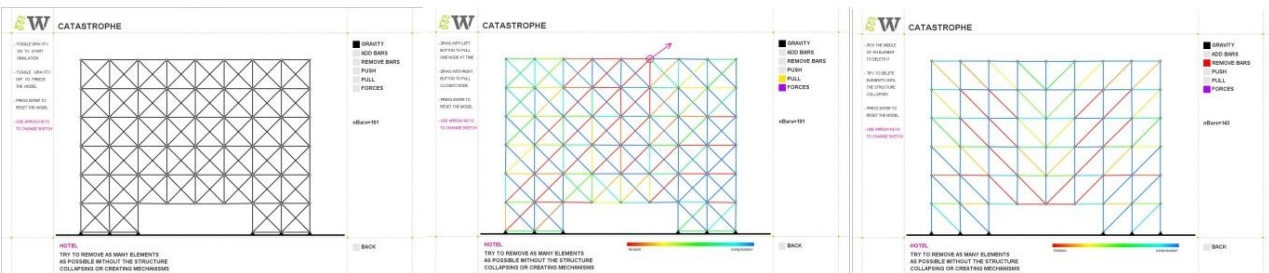 W CATASTROPHE
- TOGGLE GRAVITY
ON TO START
SIMULATION
- TOGGLE GRAVITY
OFF TO FREEZE
THE MODEL
- PRESS ENTER TO
RESET THE MODEL
- USE ARROW KEYS
TO CHANGE SKETCH
GRAVITY
ADD BARS
REMOVE BARS
PUSH
PULL
FORCES
nBars=191
BACK
HOTEL
TRY TO REMOVE AS MANY ELEMENTS
AS POSSIBLE WITHOUT THE STRUCTURE
COLLAPSING OR CREATING MECHANISMS
W CATASTROPHE
- DRAG WITH LEFT
BUTTON TO PULL
ONE NODE AT TIME
- DRAG WITH RIGHT
BUTTON TO PULL
CLOSEST NODE
- PRESS ENTER TO
RESET THE MODEL
- USE ARROW KEYS
TO CHANGE SKETCH
GRAVITY
ADD BARS
REMOVE BARS
PUSH
PULL
FORCES
nBars=191
BACK
HOTEL
TRY TO REMOVE AS MANY ELEMENTS
AS POSSIBLE WITHOUT THE STRUCTURE
COLLAPSING OR CREATING MECHANISMS
TENSION
COMPRESSION
W CATASTROPHE
- PICK THE MIDDLE
OF AN ELEMENT
TO DELETE IT
- TRY TO DELETE
ELEMENTS UNTIL
THE STRUCTURE
COLLAPSES
- PRESS ENTER TO
RESET THE MODEL
- USE ARROW KEYS
TO CHANGE SKETCH
GRAVITY
ADD BARS
REMOVE BARS
PUSH
PULL
FORCES
nBars=143
BACK
HOTEL
TRY TO REMOVE AS MANY ELEMENTS
AS POSSIBLE WITHOUT THE STRUCTURE
COLLAPSING OR CREATING MECHANISMS
TENSION
COMPRESSION